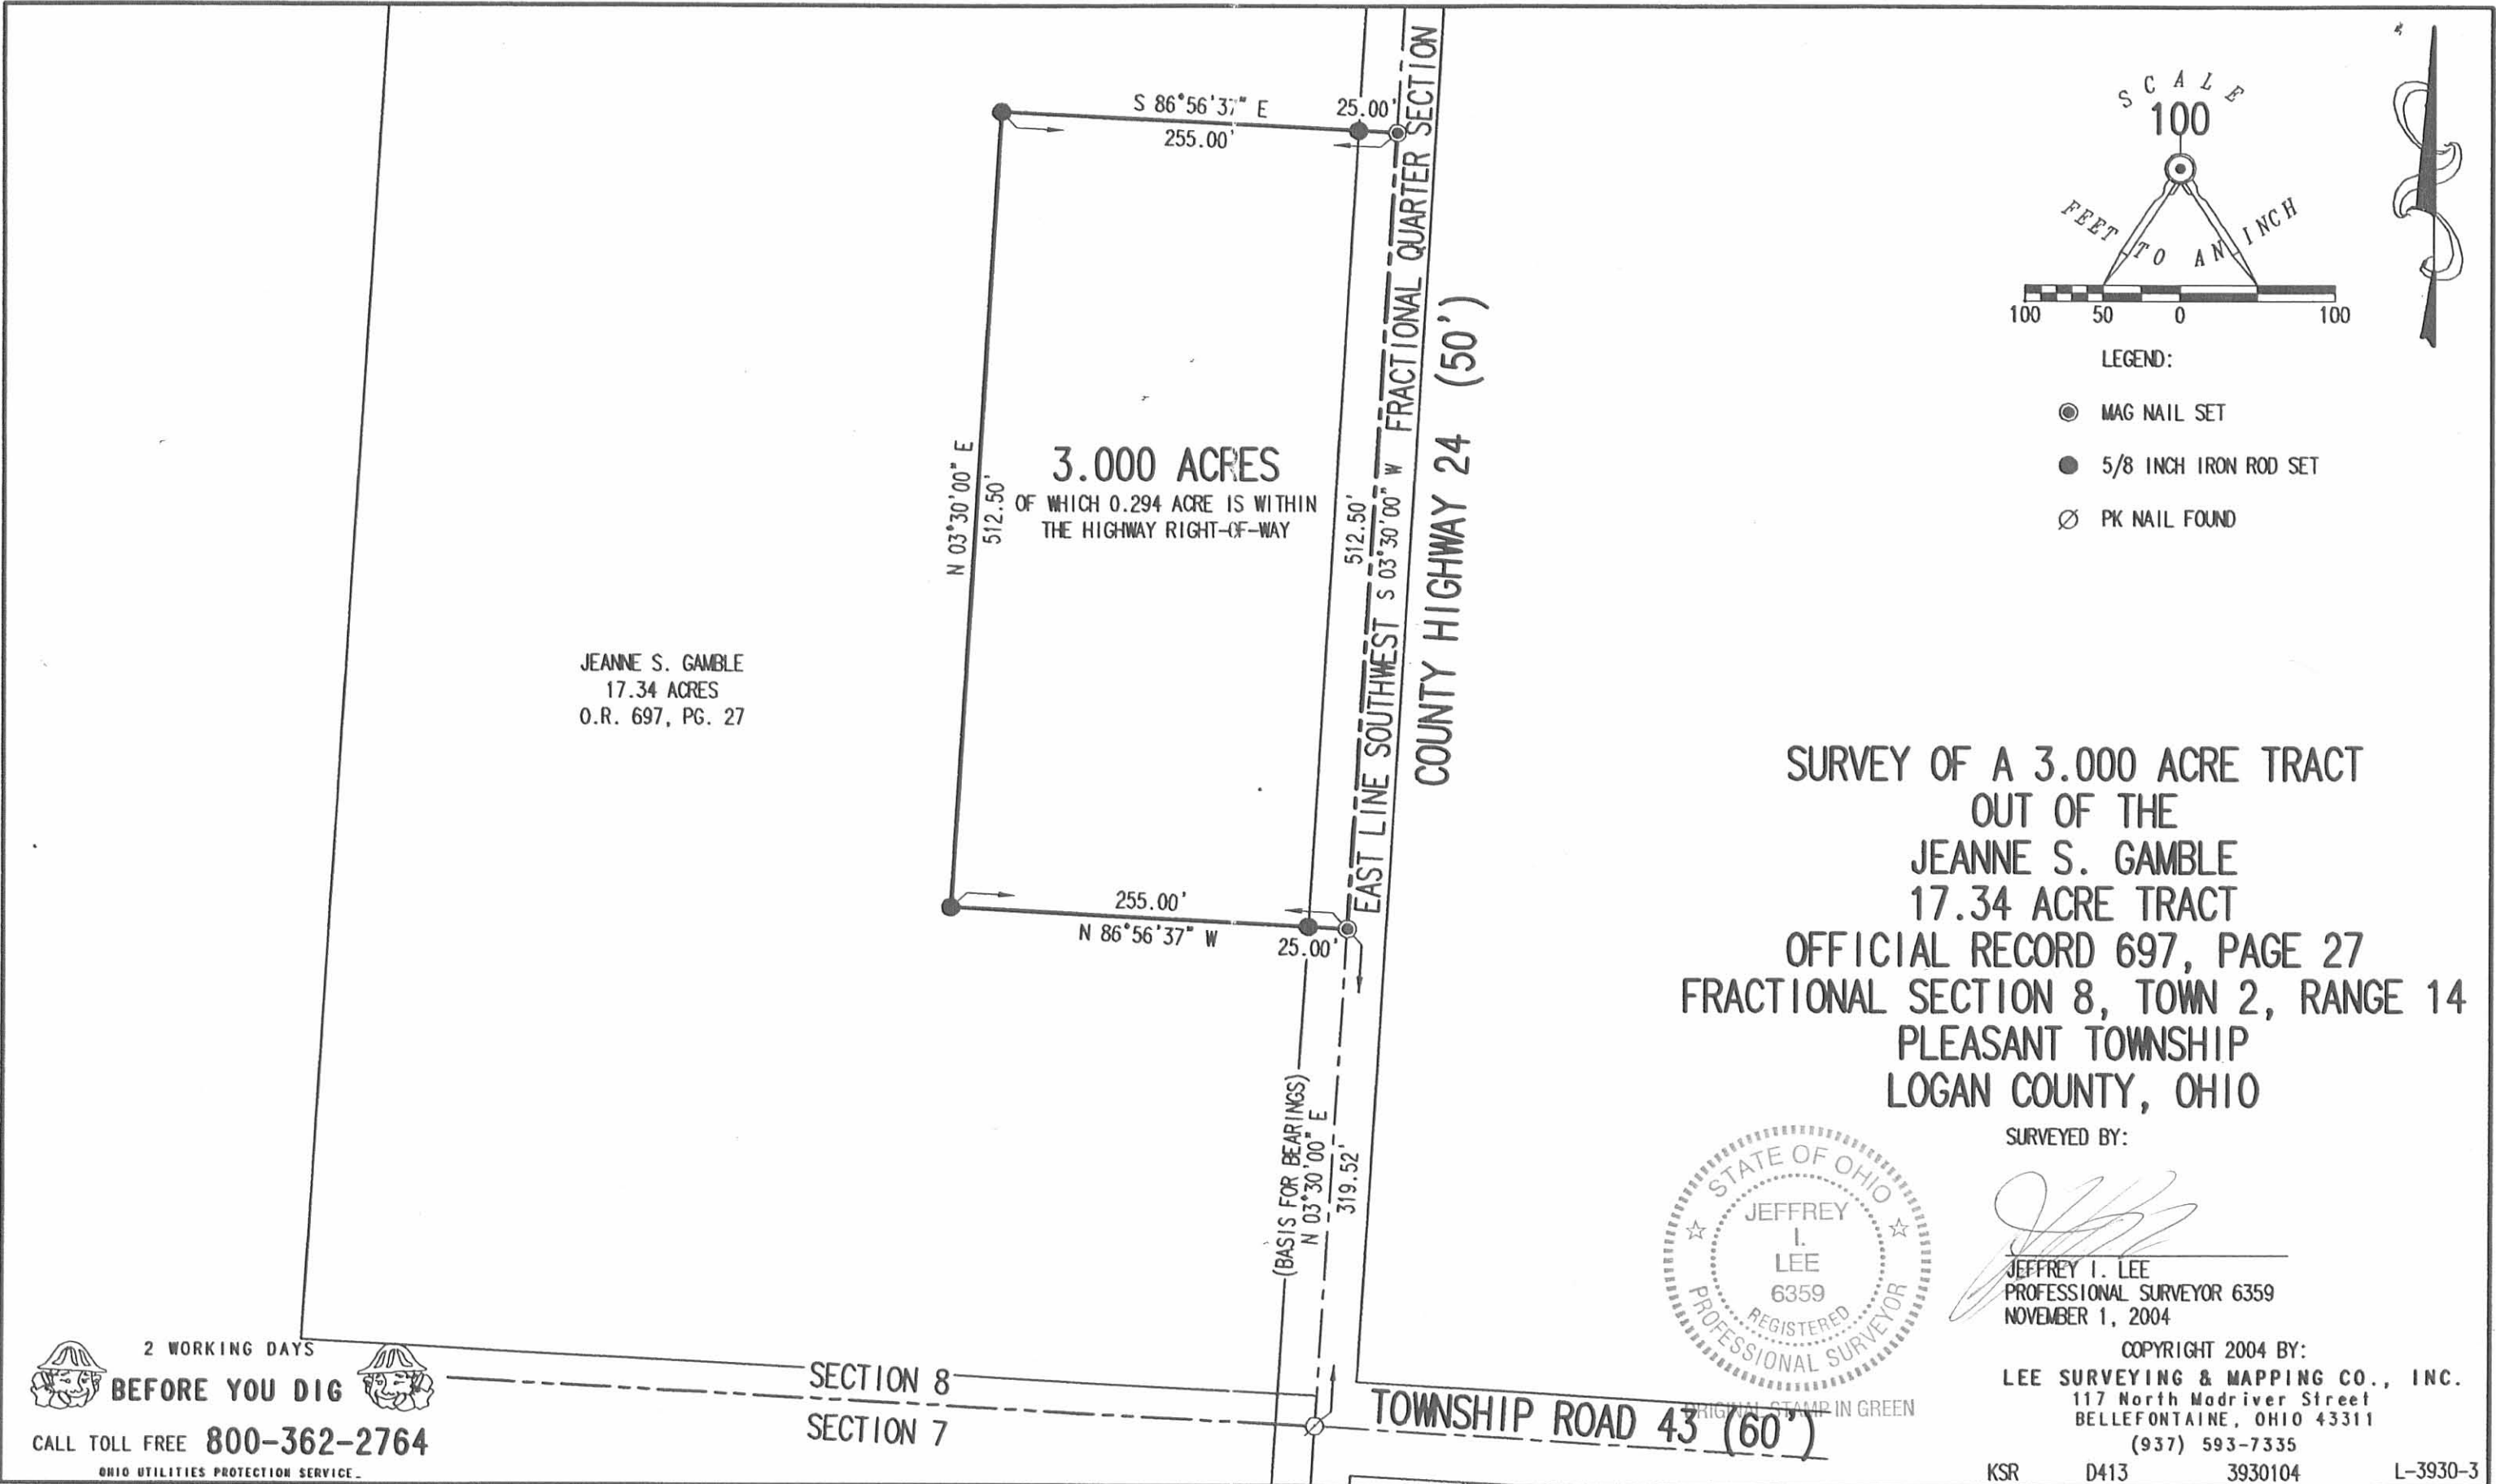 S 86°56'37" E
25.00'
255.00'
N 03°30'00" E
512.50'
3.000 ACRES
OF WHICH 0.294 ACRE IS WITHIN
THE HIGHWAY RIGHT-OF-WAY
512.50'
EAST LINE SOUTHWEST S 03°30'00" W FRACTIONAL QUARTER SECTION
COUNTY HIGHWAY 24 (50')
JEANNE S. GAMBLE
17.34 ACRES
O.R. 697, PG. 27
255.00'
N 86°56'37" W
25.00'
(BASIS FOR BEARINGS)
N 03°30'00" E
319.52'
SECTION 8
SECTION 7
TOWNSHIP ROAD 43 (60')
2 WORKING DAYS
BEFORE YOU DIG
CALL TOLL FREE 800-362-2764
OHIO UTILITIES PROTECTION SERVICE
SCALE
100
FEET TO AN INCH
100 50 0 100
LEGEND:
MAG NAIL SET
5/8 INCH IRON ROD SET
PK NAIL FOUND
SURVEY OF A 3.000 ACRE TRACT
OUT OF THE
JEANNE S. GAMBLE
17.34 ACRE TRACT
OFFICIAL RECORD 697, PAGE 27
FRACTIONAL SECTION 8, TOWN 2, RANGE 14
PLEASANT TOWNSHIP
LOGAN COUNTY, OHIO
SURVEYED BY:
STATE OF OHIO
JEFFREY
I.
LEE
6359
REGISTERED
PROFESSIONAL SURVEYOR
ORIGINAL STAMP IN GREEN
JEFFREY I. LEE
PROFESSIONAL SURVEYOR 6359
NOVEMBER 1, 2004
COPYRIGHT 2004 BY:
LEE SURVEYING & MAPPING CO., INC.
117 North Madriver Street
BELLEFONTAINE, OHIO 43311
(937) 593-7335
KSR D413 3930104 L-3930-3